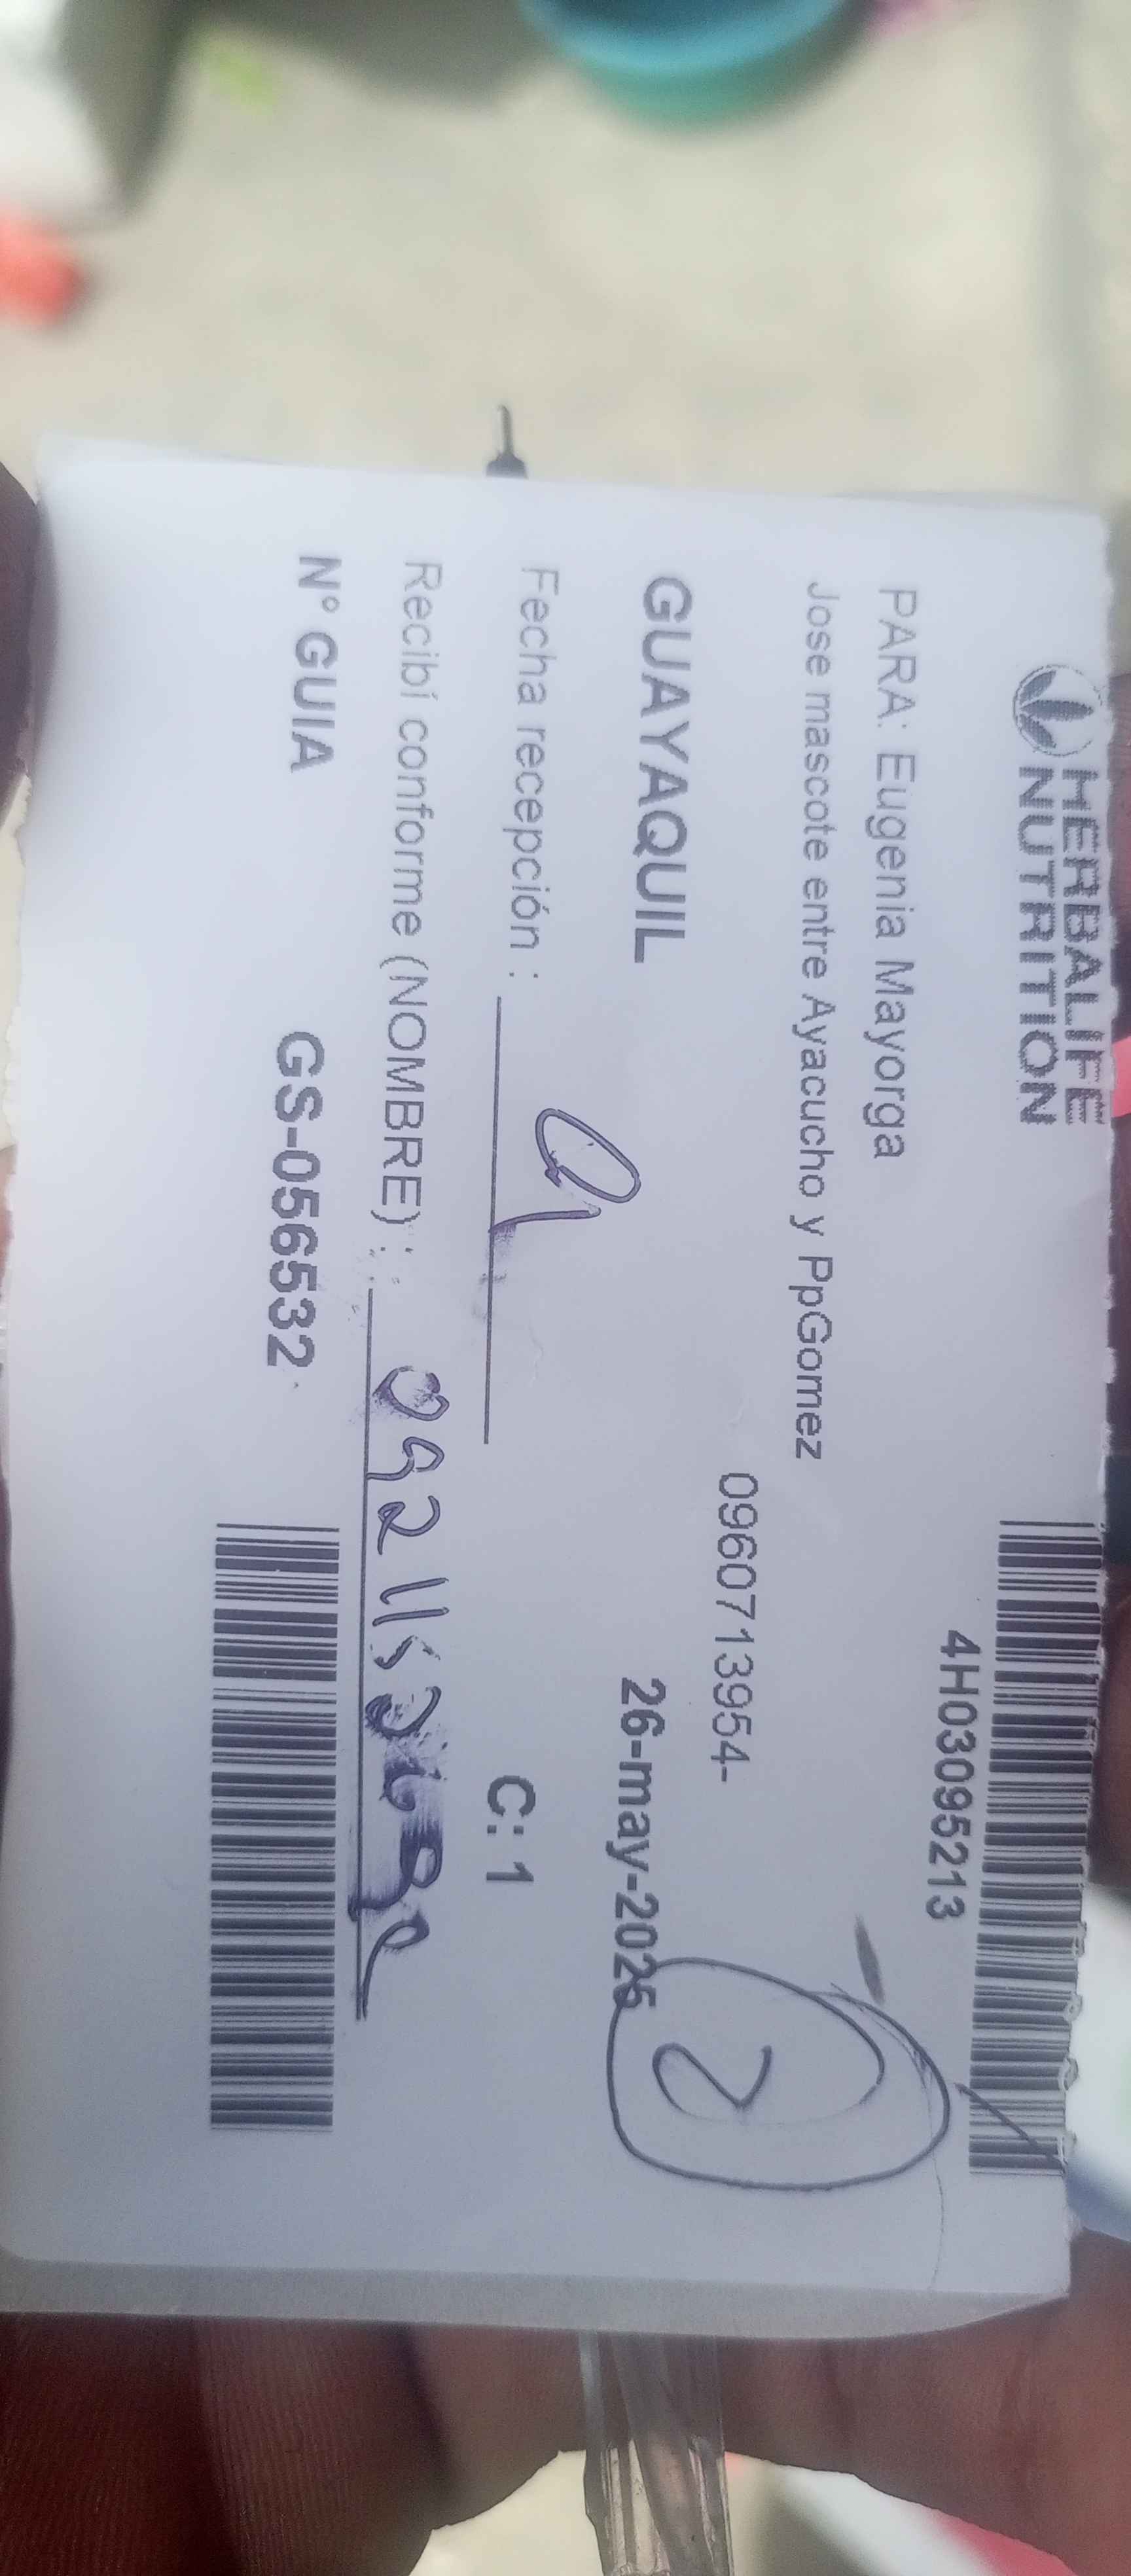 HERBALIFE
NUTRITION
4H03095213
PARA: Eugenia Mayorga
Jose mascote entre Ayacucho y PpGomez
0960713954-
GUAYAQUIL
26-may-2025
2
Fecha recepción :
C: 1
Recibí conforme (NOMBRE) :
N° GUIA
GS-056532